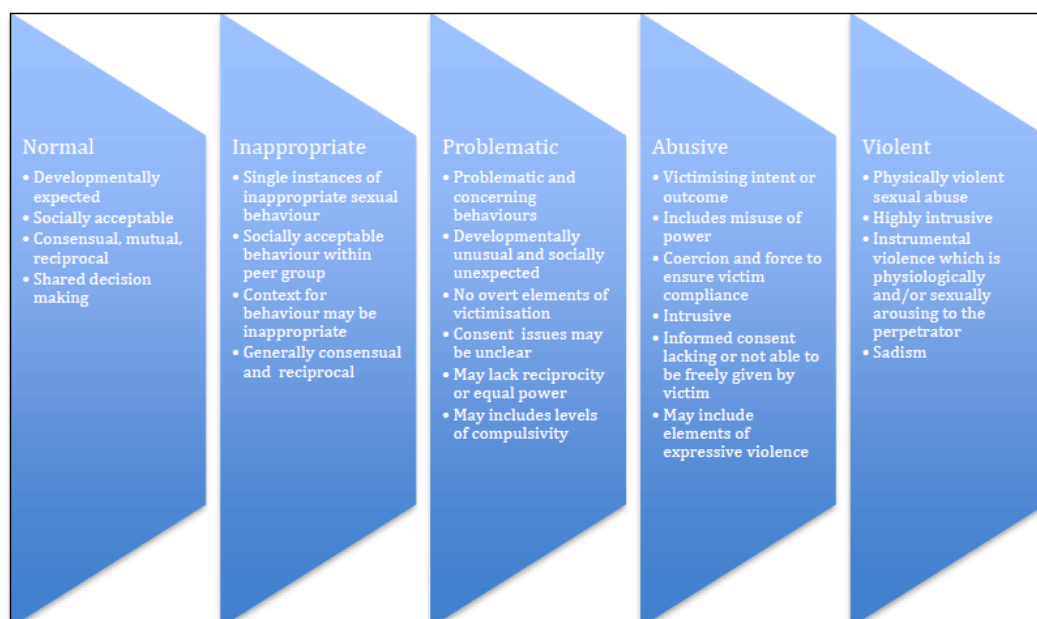 Normal
• Developmentally
expected
• Socially acceptable
• Consensual, mutual,
reciprocal
• Shared decision
making
Inappropriate
• Single instances of
inappropriate sexual
behaviour
• Socially acceptable
behaviour within
peer group
• Context for
behaviour may be
inappropriate
• Generally consensual
and reciprocal
Problematic
• Problematic and
concerning
behaviours
• Developmentally
unusual and socially
unexpected
• No overt elements of
victimisation
• Consent issues may
be unclear
• May lack reciprocity
or equal power
• May includes levels
of compulsivity
Abusive
• Victimising intent or
outcome
• Includes misuse of
power
• Coercion and force to
ensure victim
compliance
• Intrusive
• Informed consent
lacking or not able to
be freely given by
victim
• May include
elements of
expressive violence
Violent
• Physically violent
sexual abuse
• Highly intrusive
• Instrumental
violence which is
physiologically
and/or sexually
arousing to the
perpetrator
• Sadism